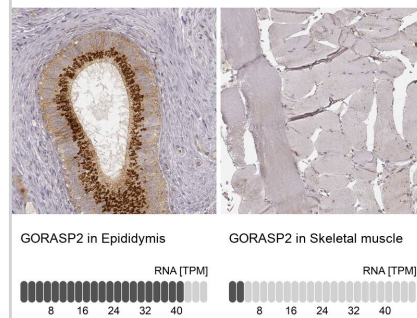 GORASP2 in Epididymis
RNA [TPM]
8 16 24 32 40
GORASP2 in Skeletal muscle
RNA [TPM]
8 16 24 32 40